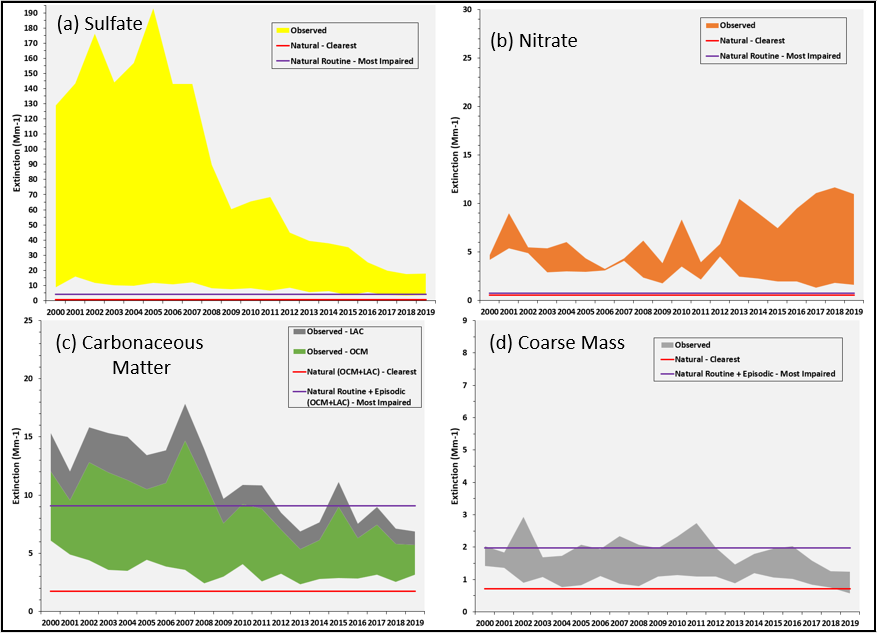 (a) Sulfate
Observed
Natural - Clearest
Natural Routine - Most Impaired
Extinction (Mm-1)
190
180
170
160
150
140
130
120
110
100
90
80
70
60
50
40
30
20
10
0
2000 2001 2002 2003 2004 2005 2006 2007 2008 2009 2010 2011 2012 2013 2014 2015 2016 2017 2018 2019
(b) Nitrate
Observed
Natural - Clearest
Natural Routine - Most Impaired
Extinction (Mm-1)
30
25
20
15
10
5
0
2000 2001 2002 2003 2004 2005 2006 2007 2008 2009 2010 2011 2012 2013 2014 2015 2016 2017 2018 2019
(c) Carbonaceous
Matter
Observed - LAC
Observed - OCM
Natural (OCM+LAC) - Clearest
Natural Routine + Episodic
(OCM+LAC) - Most Impaired
Extinction (Mm-1)
25
20
15
10
5
0
2000 2001 2002 2003 2004 2005 2006 2007 2008 2009 2010 2011 2012 2013 2014 2015 2016 2017 2018 2019
(d) Coarse Mass
Observed
Natural - Clearest
Natural Routine + Episodic - Most Impaired
Extinction (Mm-1)
9
8
7
6
5
4
3
2
1
0
2000 2001 2002 2003 2004 2005 2006 2007 2008 2009 2010 2011 2012 2013 2014 2015 2016 2017 2018 2019